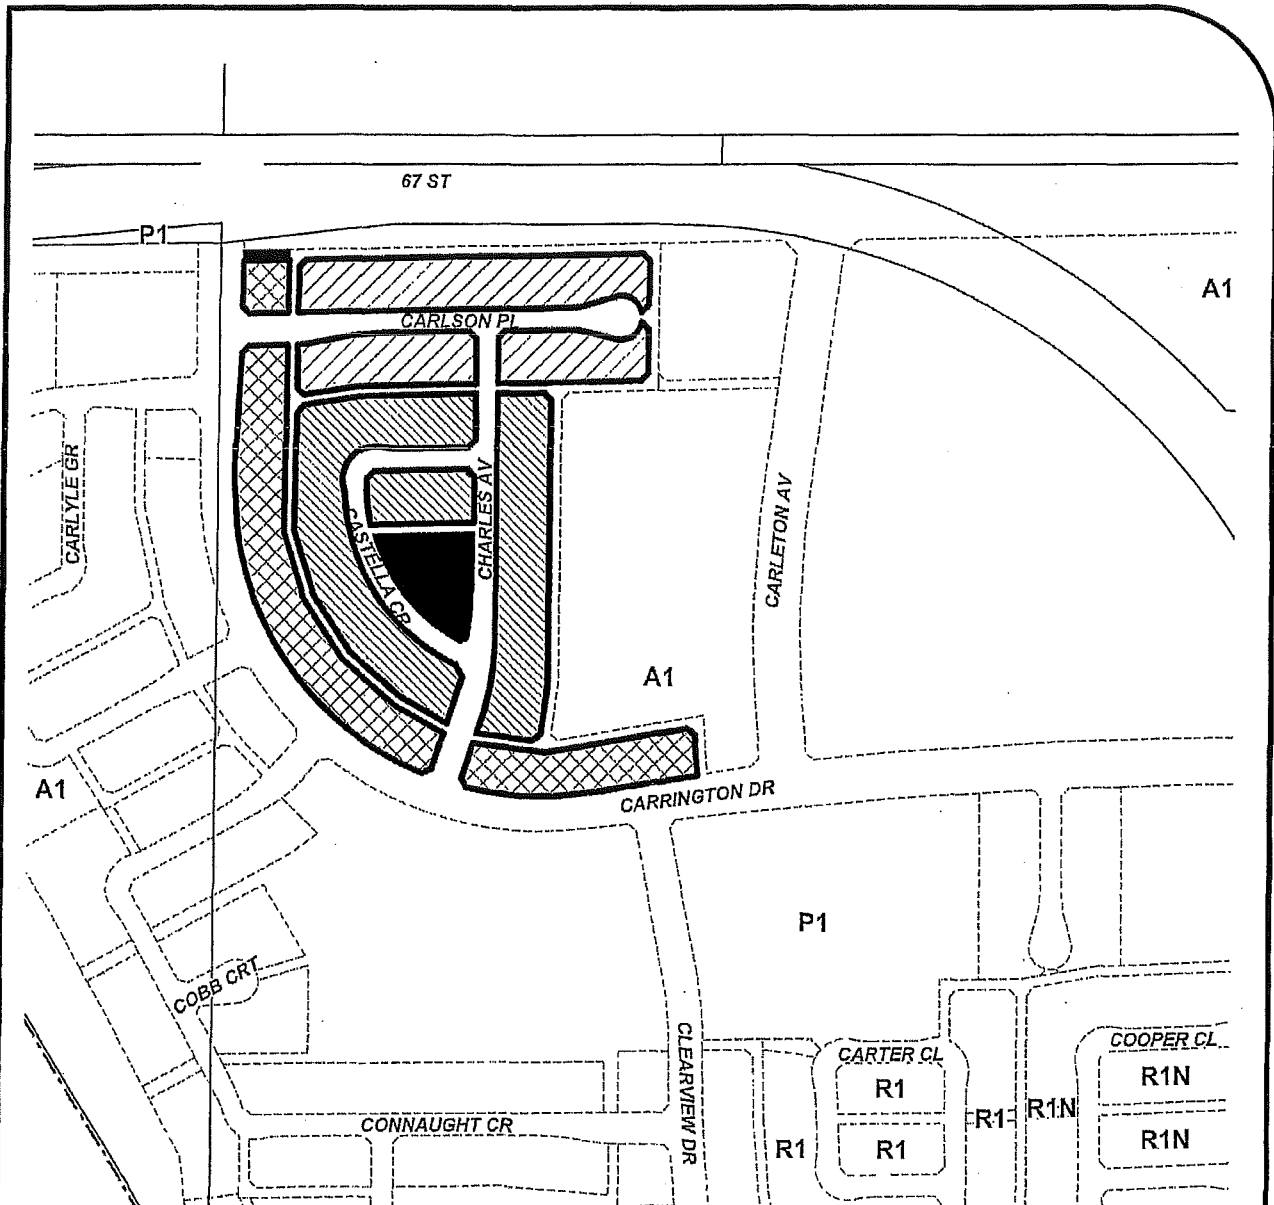 67 ST
P1
A1
CARLSON PL
CARLYLE GR
CASTELLA CR
CHARLES AV
CARLETON AV
A1
A1
CARRINGTON DR
P1
COBB CRT
CLEARVIEW DR
CARTER CL
COOPER CL
R1
R1N
R1
R1N
CONNAUGHT CR
R1
R1
R1N